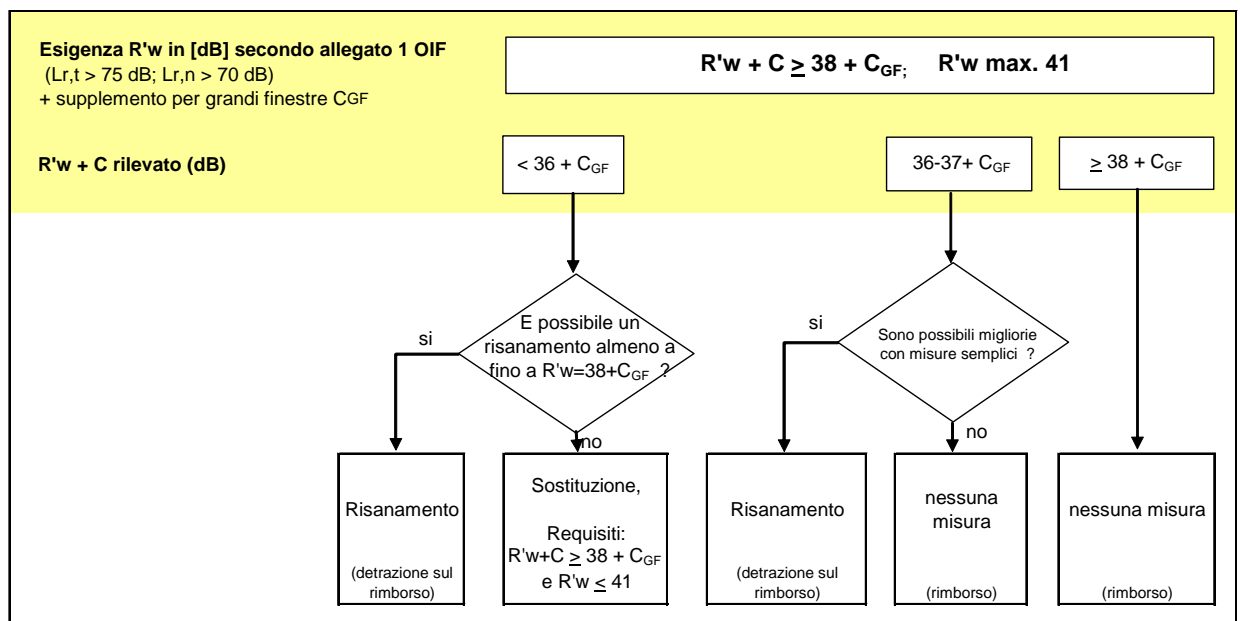 Esigenza R'w in [dB] secondo allegato 1 OIF
(Lr,t > 75 dB; Lr,n > 70 dB)
+ supplemento per grandi finestre CGF
R'w + C ≥ 38 + CGF; R'w max. 41
R'w + C rilevato (dB)
< 36 + CGF
36-37+ CGF
≥ 38 + CGF
si
E possibile un
risanamento almeno a
fino a R'w=38+CGF ?
no
si
Sono possibili migliorie
con misure semplici ?
no
Risanamento
(detrazione sul
rimborso)
Sostituzione,
Requisiti:
R'w+C ≥ 38 + CGF
e R'w ≤ 41
Risanamento
(detrazione sul
rimborso)
nessuna
misura
(rimborso)
nessuna misura
(rimborso)